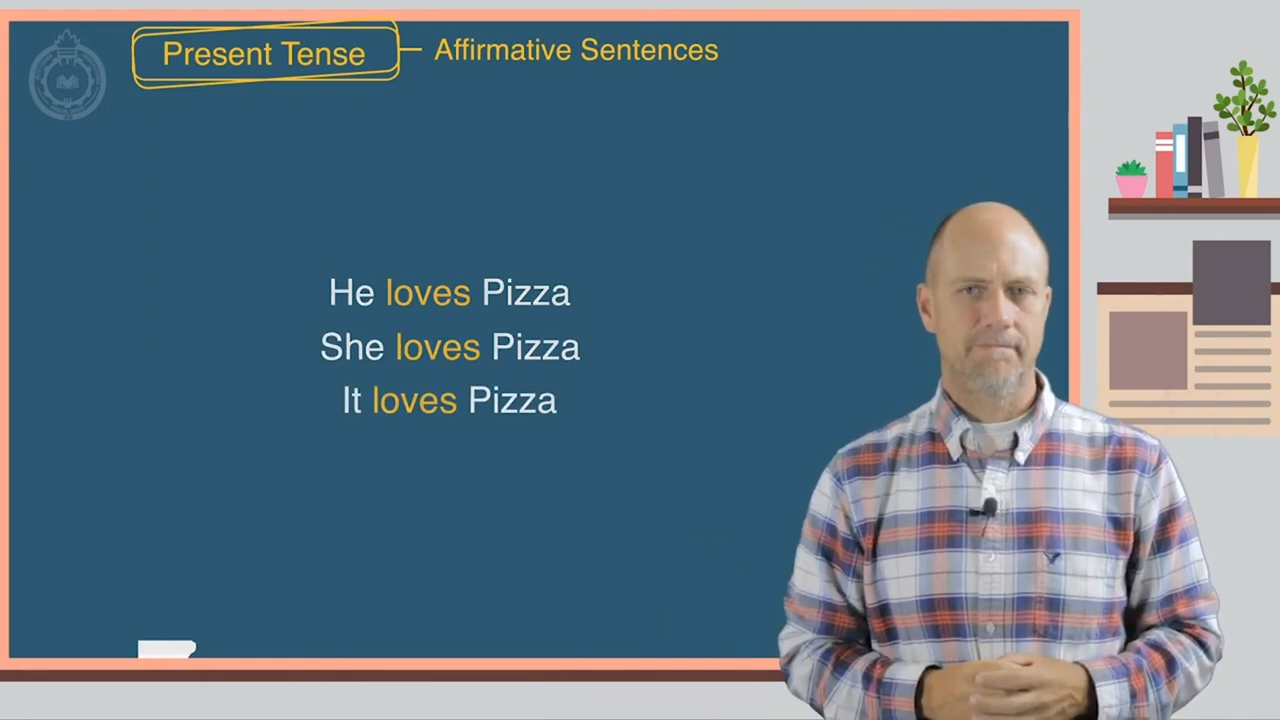 Present Tense – Affirmative Sentences
He loves Pizza
She loves Pizza
It loves Pizza